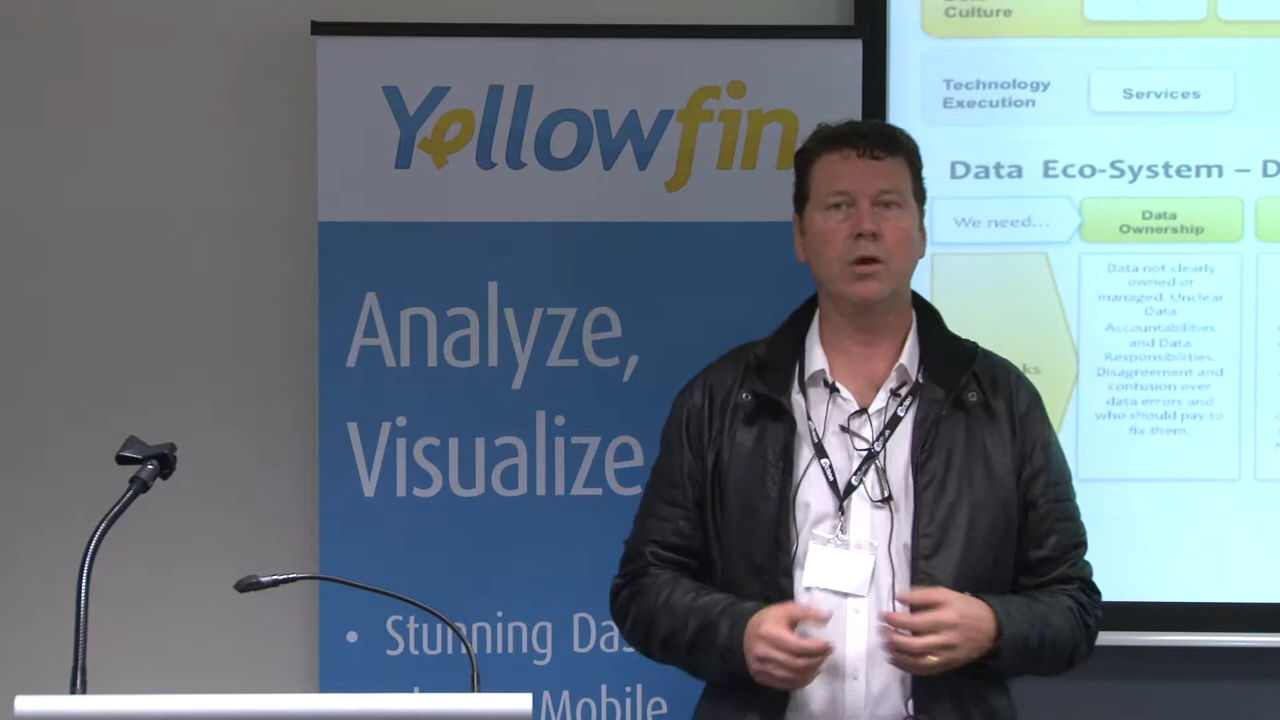 Yellowfin
Analyze,
Visualize
• Stunning Das
Mobile
Culture
Technology
Execution
Services
Data Eco-System – D
We need...
Data
Ownership
Data not clearly
owned or
managed. Unclear
Data
Accountabilities
and Data
Responsibilities.
Disagreement and
confusion over
data errors and
who should pay to
fix them.
ks